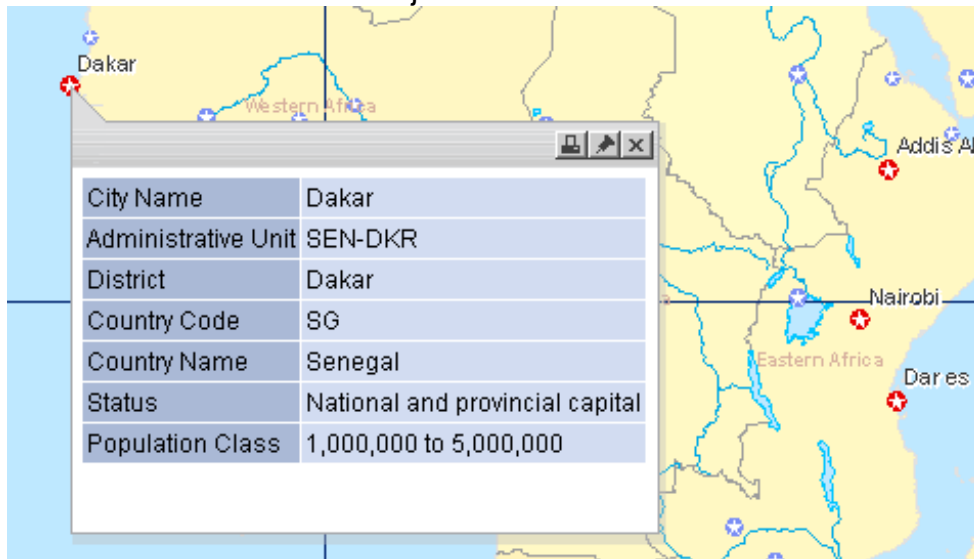 Dakar
Western Africa
Addis A
City Name Dakar
Administrative Unit SEN-DKR
District Dakar
Country Code SG
Country Name Senegal
Status National and provincial capital
Population Class 1,000,000 to 5,000,000
Nairobi
Eastern Africa
Dar es